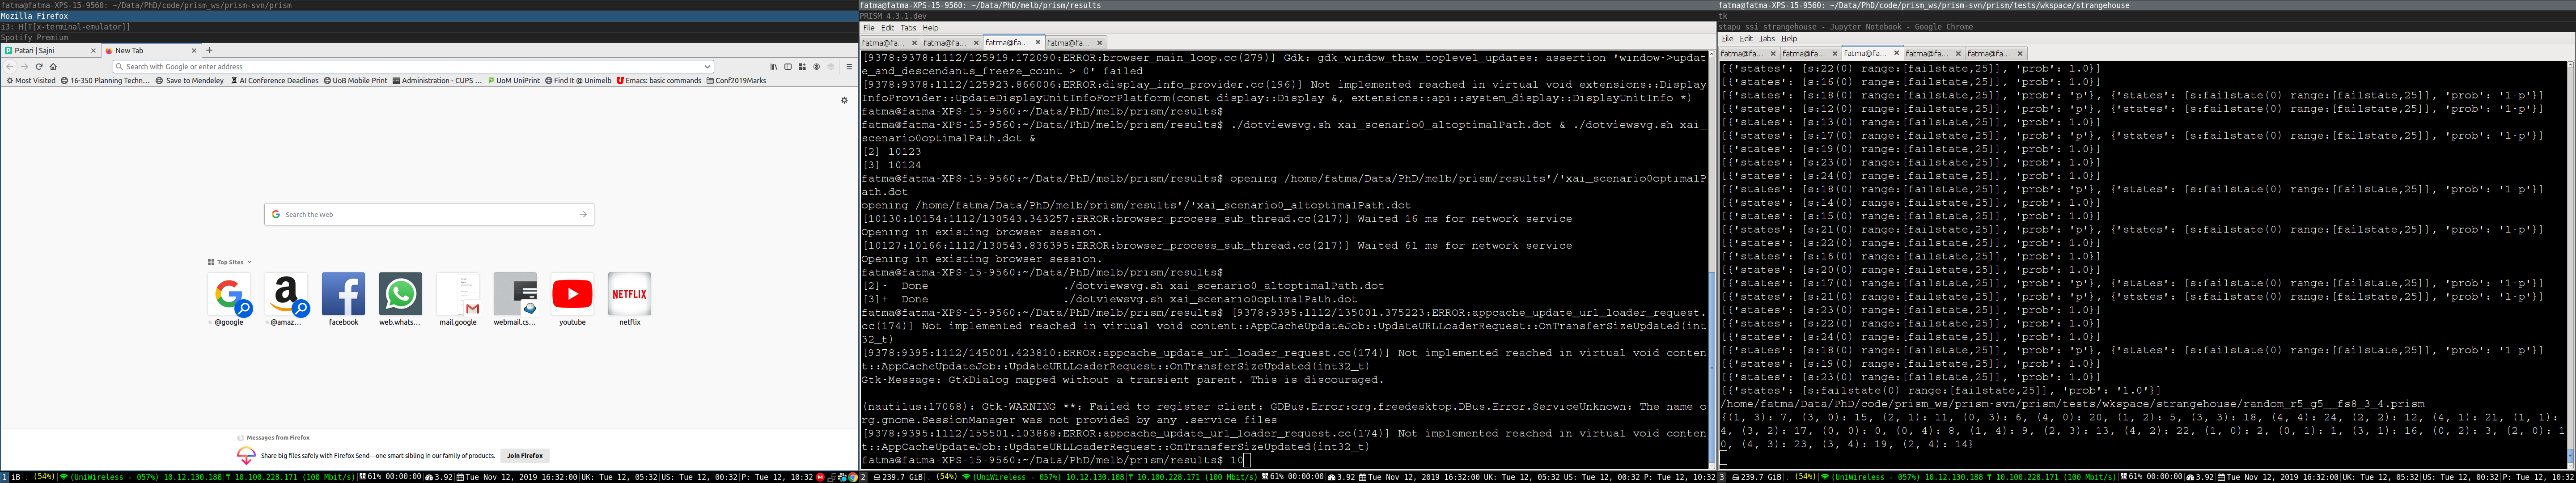 fatma@fatma-XPS-15-9560: ~/Data/PhD/code/prism_ws/prism-svn/prism
Mozilla Firefox
i3: H[T[x-terminal-emulator]]
Spotify Premium
Patari | Sajni
New Tab
Search with Google or enter address
Most Visited
16-350 Planning Techn...
Save to Mendeley
AI Conference Deadlines
UoB Mobile Print
Administration - CUPS ...
UoM UniPrint
Find It @ Unimelb
Emacs: basic commands
Conf2019Marks
Search the Web
Top Sites
@google
@amaz...
facebook
web.whats...
mail.google
webmail.cs...
youtube
netflix
NETFLIX
Messages from Firefox
Share big files safely with Firefox Send—one smart sibling in our family of products.
Join Firefox
1 iB|. (54%)|(UniWireless - 057%) 10.12.130.188|T 10.100.228.171 (100 Mbit/s)|61% 00:00:00|3.92|Tue Nov 12, 2019 16:32:00|UK: Tue 12, 05:32|US: Tue 12, 00:32|P: Tue 12, 10:32
fatma@fatma-XPS-15-9560: ~/Data/PhD/melb/prism/results
PRISM 4.3.1.dev
File Edit Tabs Help
fatma@fa... fatma@fa... fatma@fa... fatma@fa...
[9378:9378:1112/125919.172090:ERROR:browser_main_loop.cc(279)] Gdk: gdk_window_thaw_toplevel_updates: assertion 'window->updat
e_and_descendants_freeze_count > 0' failed
[9378:9378:1112/125923.866006:ERROR:display_info_provider.cc(196)] Not implemented reached in virtual void extensions::Display
InfoProvider::UpdateDisplayUnitInfoForPlatform(const display::Display &, extensions::api::system_display::DisplayUnitInfo *)
fatma@fatma-XPS-15-9560:~/Data/PhD/melb/prism/results$
fatma@fatma-XPS-15-9560:~/Data/PhD/melb/prism/results$ ./dotviewsvg.sh xai_scenario0_altoptimalPath.dot & ./dotviewsvg.sh xai_
scenario0optimalPath.dot &
[2] 10123
[3] 10124
fatma@fatma-XPS-15-9560:~/Data/PhD/melb/prism/results$ opening /home/fatma/Data/PhD/melb/prism/results'/'xai_scenario0optimalP
ath.dot
opening /home/fatma/Data/PhD/melb/prism/results'/'xai_scenario0_altoptimalPath.dot
[10130:10154:1112/130543.343257:ERROR:browser_process_sub_thread.cc(217)] Waited 16 ms for network service
Opening in existing browser session.
[10127:10166:1112/130543.836395:ERROR:browser_process_sub_thread.cc(217)] Waited 61 ms for network service
Opening in existing browser session.
fatma@fatma-XPS-15-9560:~/Data/PhD/melb/prism/results$
[2]- Done ./dotviewsvg.sh xai_scenario0_altoptimalPath.dot
[3]+ Done ./dotviewsvg.sh xai_scenario0optimalPath.dot
fatma@fatma-XPS-15-9560:~/Data/PhD/melb/prism/results$ [9378:9395:1112/135001.375223:ERROR:appcache_update_url_loader_request.
cc(174)] Not implemented reached in virtual void content::AppCacheUpdateJob::UpdateURLLoaderRequest::OnTransferSizeUpdated(int
32_t)
[9378:9395:1112/145001.423810:ERROR:appcache_update_url_loader_request.cc(174)] Not implemented reached in virtual void conten
t::AppCacheUpdateJob::UpdateURLLoaderRequest::OnTransferSizeUpdated(int32_t)
Gtk-Message: GtkDialog mapped without a transient parent. This is discouraged.
(nautilus:17068): Gtk-WARNING **: Failed to register client: GDBus.Error:org.freedesktop.DBus.Error.ServiceUnknown: The name o
rg.gnome.SessionManager was not provided by any .service files
[9378:9395:1112/155501.103868:ERROR:appcache_update_url_loader_request.cc(174)] Not implemented reached in virtual void conten
t::AppCacheUpdateJob::UpdateURLLoaderRequest::OnTransferSizeUpdated(int32_t)
fatma@fatma-XPS-15-9560:~/Data/PhD/melb/prism/results$ 10
2 239.7 GiB|. (54%)|(UniWireless - 057%) 10.12.130.188|T 10.100.228.171 (100 Mbit/s)|61% 00:00:00|3.92|Tue Nov 12, 2019 16:32:00|UK: Tue 12, 05:32|US: Tue 12, 00:32|P: Tue 12, 10:32
fatma@fatma-XPS-15-9560: ~/Data/PhD/code/prism_ws/prism-svn/prism/tests/wkspace/strangehouse
tk
stapu_ssi_strangehouse - Jupyter Notebook - Google Chrome
File Edit Tabs Help
fatma@fa... fatma@fa... fatma@fa... fatma@fa... fatma@fa...
[{'states': [s:22(0) range:[failstate,25]], 'prob': 1.0}]
[{'states': [s:16(0) range:[failstate,25]], 'prob': 1.0}]
[{'states': [s:18(0) range:[failstate,25]], 'prob': 'p'}, {'states': [s:failstate(0) range:[failstate,25]], 'prob': '1-p'}]
[{'states': [s:12(0) range:[failstate,25]], 'prob': 1.0}]
[{'states': [s:13(0) range:[failstate,25]], 'prob': 1.0}]
[{'states': [s:17(0) range:[failstate,25]], 'prob': 'p'}, {'states': [s:failstate(0) range:[failstate,25]], 'prob': '1-p'}]
[{'states': [s:19(0) range:[failstate,25]], 'prob': 1.0}]
[{'states': [s:23(0) range:[failstate,25]], 'prob': 1.0}]
[{'states': [s:24(0) range:[failstate,25]], 'prob': 1.0}]
[{'states': [s:18(0) range:[failstate,25]], 'prob': 'p'}, {'states': [s:failstate(0) range:[failstate,25]], 'prob': '1-p'}]
[{'states': [s:14(0) range:[failstate,25]], 'prob': 1.0}]
[{'states': [s:15(0) range:[failstate,25]], 'prob': 1.0}]
[{'states': [s:21(0) range:[failstate,25]], 'prob': 'p'}, {'states': [s:failstate(0) range:[failstate,25]], 'prob': '1-p'}]
[{'states': [s:22(0) range:[failstate,25]], 'prob': 1.0}]
[{'states': [s:16(0) range:[failstate,25]], 'prob': 1.0}]
[{'states': [s:20(0) range:[failstate,25]], 'prob': 1.0}]
[{'states': [s:17(0) range:[failstate,25]], 'prob': 'p'}, {'states': [s:failstate(0) range:[failstate,25]], 'prob': '1-p'}]
[{'states': [s:21(0) range:[failstate,25]], 'prob': 'p'}, {'states': [s:failstate(0) range:[failstate,25]], 'prob': '1-p'}]
[{'states': [s:23(0) range:[failstate,25]], 'prob': 1.0}]
[{'states': [s:22(0) range:[failstate,25]], 'prob': 1.0}]
[{'states': [s:24(0) range:[failstate,25]], 'prob': 1.0}]
[{'states': [s:18(0) range:[failstate,25]], 'prob': 'p'}, {'states': [s:failstate(0) range:[failstate,25]], 'prob': '1-p'}]
[{'states': [s:19(0) range:[failstate,25]], 'prob': 1.0}]
[{'states': [s:23(0) range:[failstate,25]], 'prob': 1.0}]
[{'states': [s:failstate(0) range:[failstate,25]], 'prob': '1.0'}]
/home/fatma/Data/PhD/code/prism_ws/prism-svn/prism/tests/wkspace/strangehouse/random_r5_g5__fs8_3_4.prism
{(1, 3): 7, (3, 0): 15, (2, 1): 11, (0, 3): 6, (4, 0): 20, (1, 2): 5, (3, 3): 18, (4, 4): 24, (2, 2): 12, (4, 1): 21, (1, 1):
4, (3, 2): 17, (0, 0): 0, (0, 4): 8, (1, 4): 9, (2, 3): 13, (4, 2): 22, (1, 0): 2, (0, 1): 1, (3, 1): 16, (0, 2): 3, (2, 0): 1
0, (4, 3): 23, (3, 4): 19, (2, 4): 14}
3 239.7 GiB|. (54%)|(UniWireless - 057%) 10.12.130.188|T 10.100.228.171 (100 Mbit/s)|61% 00:00:00|3.92|Tue Nov 12, 2019 16:32:00|UK: Tue 12, 05:32|US: Tue 12, 00:32|P: Tue 12, 10:32